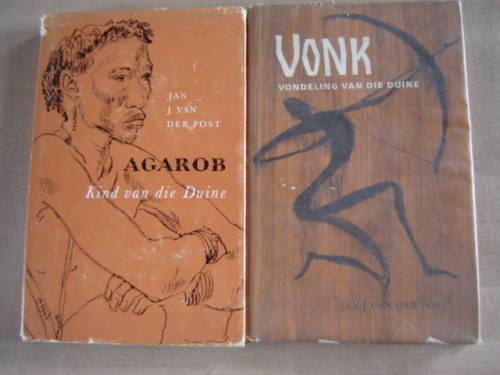 JAN
J. VAN
DER POST
AGAROB
Kind van die Duine
VONK
VONDELING VAN DIE DUINE
JAN J. VAN DER POST